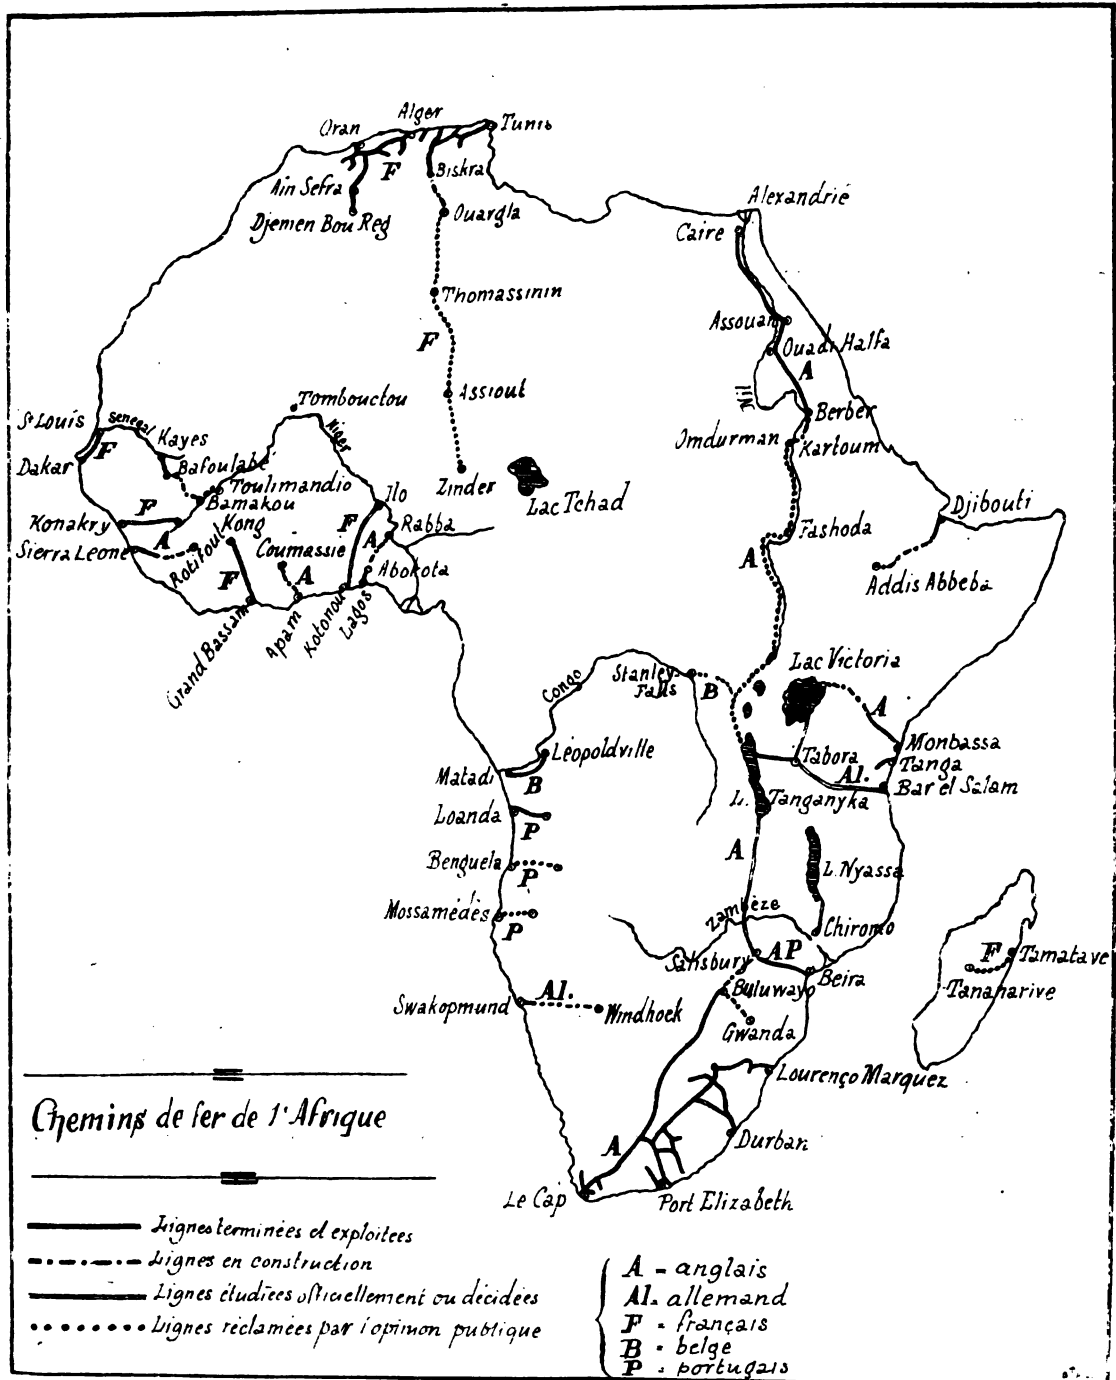 Oran
Alger
Tunis
F
Biskra
Aïn Sefra
Djemen Bou Reg
Ouargla
Alexandrié
Caire
Thomassinin
Assouan
Ouadi Halfa
F
A
Nil
Assiout
Tombouctou
Berber
St Louis
Senegal
Niger
Kayes
Omdurman
Kartoum
F
Dakar
Bafoulabé
Toulimandio
Zinder
Lac Tchad
Bamakou
Ilo
Djibouti
Konakry
F
Kong
F
Rabba
Fashoda
Sierra Leone
A
Rotifout
Coumassie
A
A
Abokota
Addis Abbeba
F
A
Grand Bassam
Apam
Kotonou
Lagos
Lac Victoria
Stanley
Falls
B
Congo
A
Léopoldville
Monbassa
Tanga
Matadi
B
Tabora
Al.
Bar el Salam
Loanda
P
L. Tanganyka
A
Benguela
P
L. Nyassa
Mossamédès
P
Zambèze
Chiromo
Salisbury
AP
Beira
F
Tamatave
Tananarive
Buluwayo
Swakopmund
Al.
Windhoek
Gwanda
Lourenço Marquez
Chemins de fer de l'Afrique
A
Durban
Le Cap
Port Elizabeth
Lignes terminées et exploitées
Lignes en construction
Lignes étudiées officiellement ou décidées
Lignes réclamées par l'opinion publique
A - anglais
Al. allemand
F - français
B - belge
P - portugais